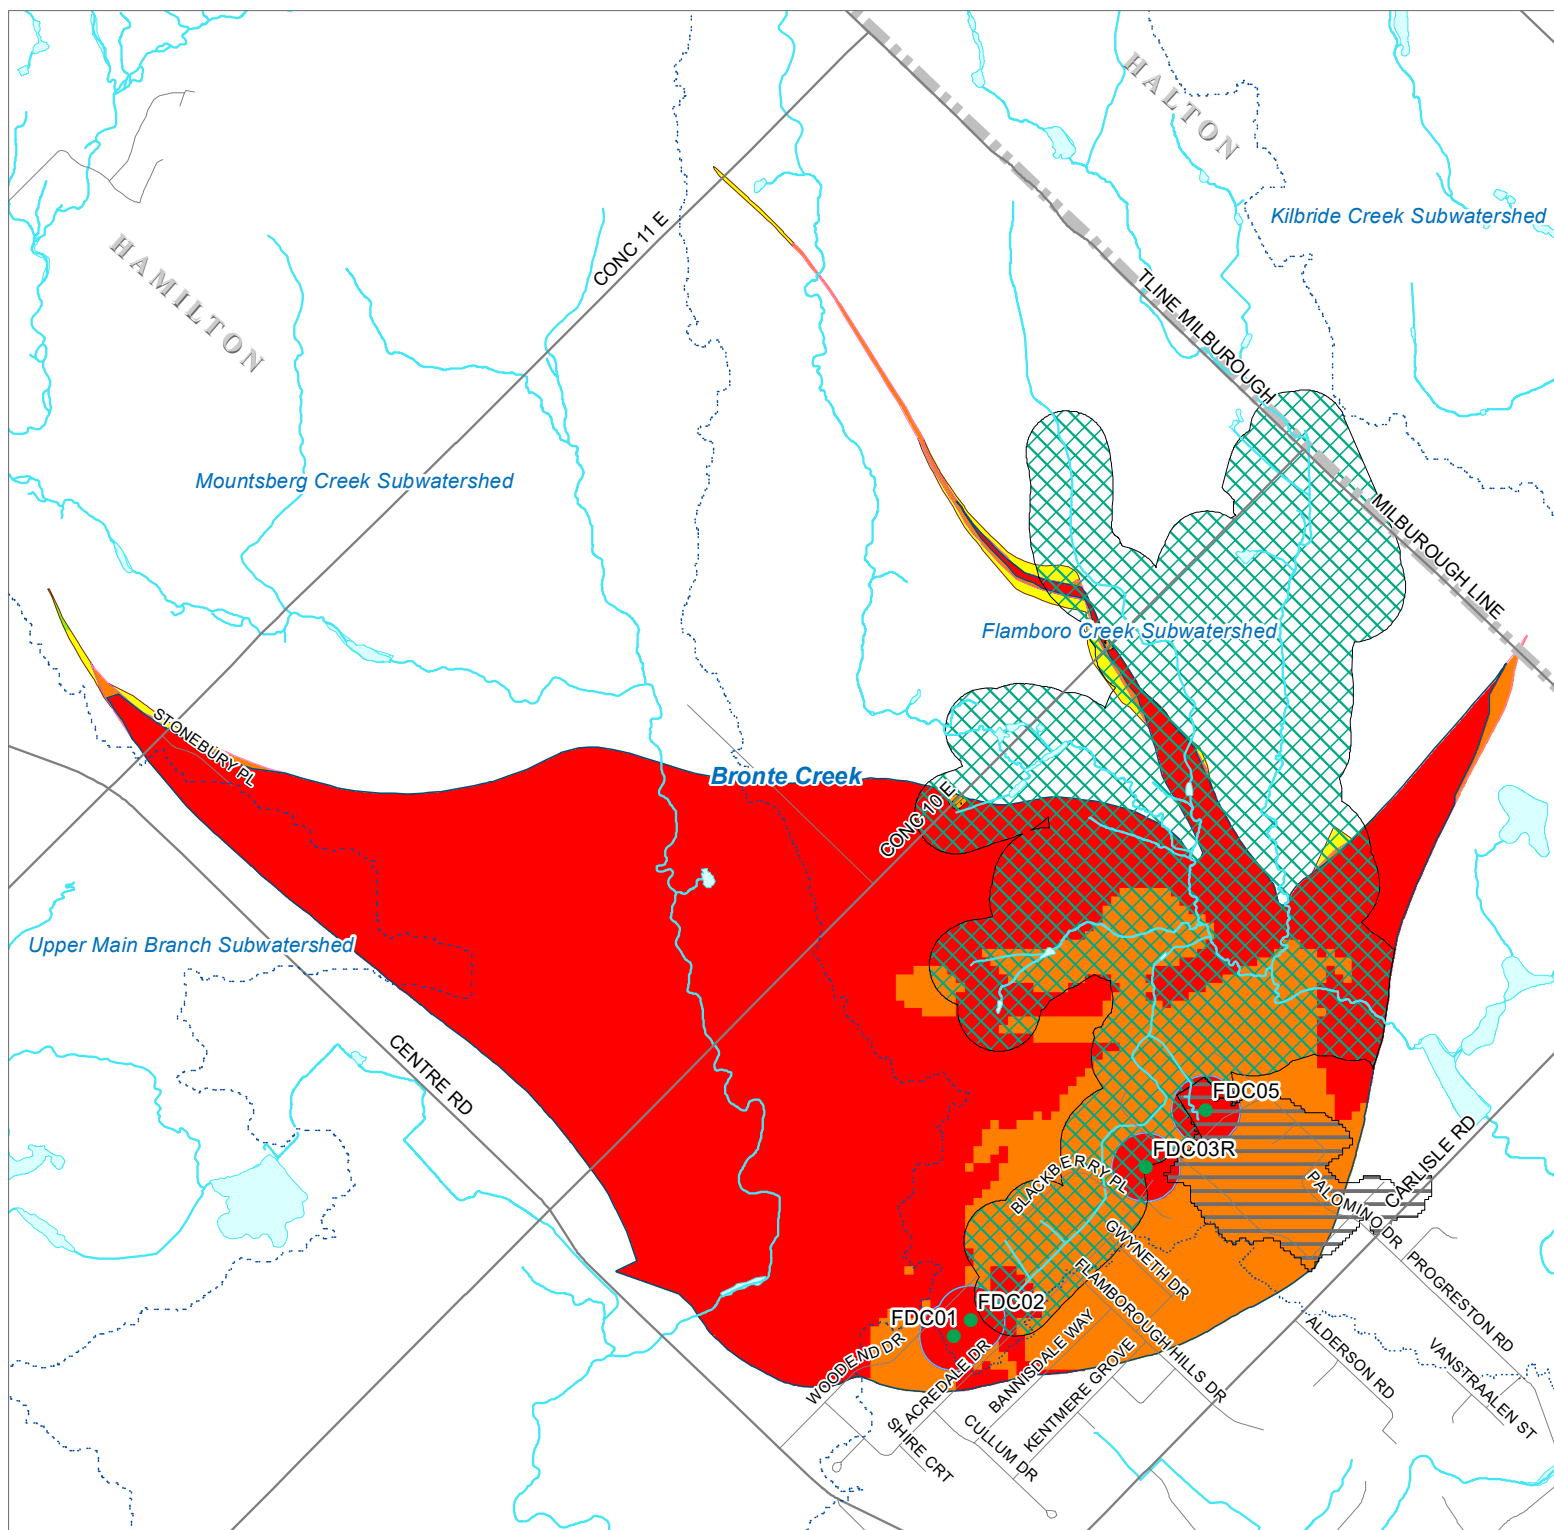 HALTON
Kilbride Creek Subwatershed
HAMILTON
CONC 11 E
TLINE MILBOROUGH
Mountsberg Creek Subwatershed
MILBOROUGH LINE
Flamboro Creek Subwatershed
STONEBURY PL
Bronte Creek
CONC 10 E
Upper Main Branch Subwatershed
CENTRE RD
FDC05
FDC03R
CARLISLE RD
BLACKBERRY PL
PALOMINO DR
GWYNETH DR
FLAMBOROUGH HILLS DR
PROGRESTON RD
FDC02
FDC01
WOODEND DR
ACREDALE DR
BANNISDALE WAY
KENTMERE GROVE
ALDERSON RD
VANSTRAALEN ST
SHIRE CRT
CULLUM DR